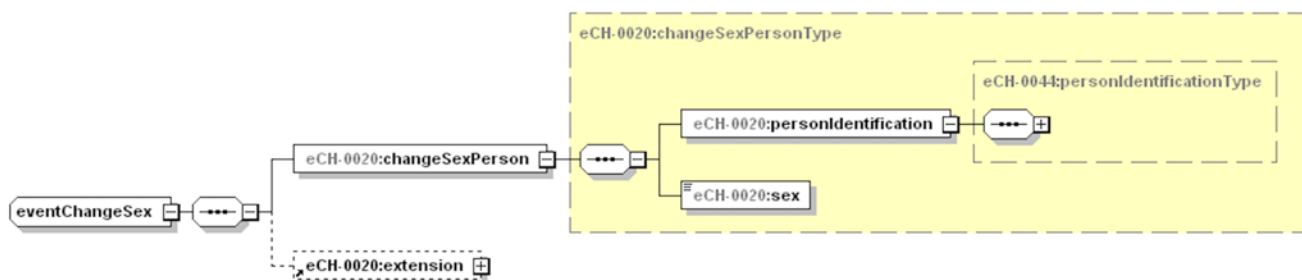 eCH-0020:changeSexPersonType
eCH-0044:personIdentificationType
eCH-0020:personIdentification
eCH-0020:changeSexPerson
eCH-0020:sex
eventChangeSex
eCH-0020:extension